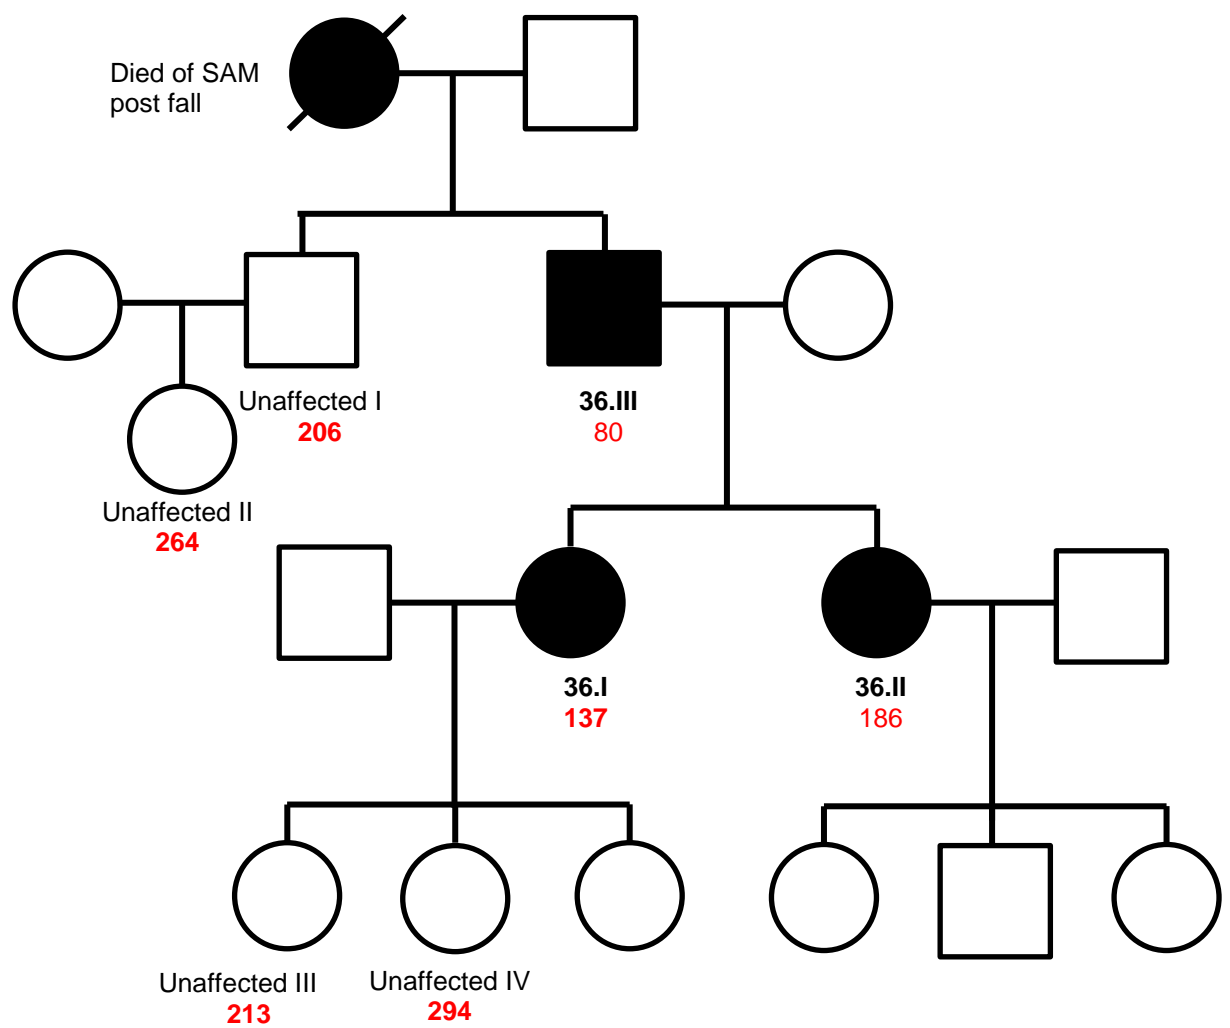 Died of SAM
post fall
Unaffected I
206
36.III
80
Unaffected II
264
36.I
137
36.II
186
Unaffected III
213
Unaffected IV
294